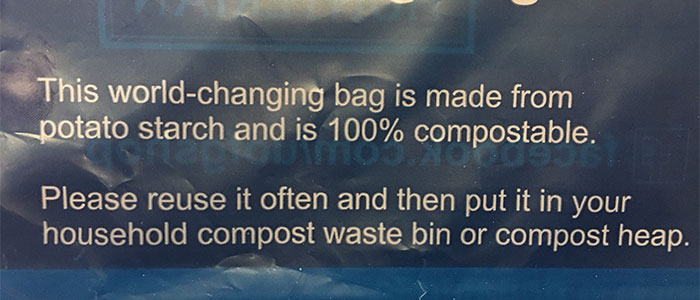 This world-changing bag is made from
potato starch and is 100% compostable.
Please reuse it often and then put it in your
household compost waste bin or compost heap.